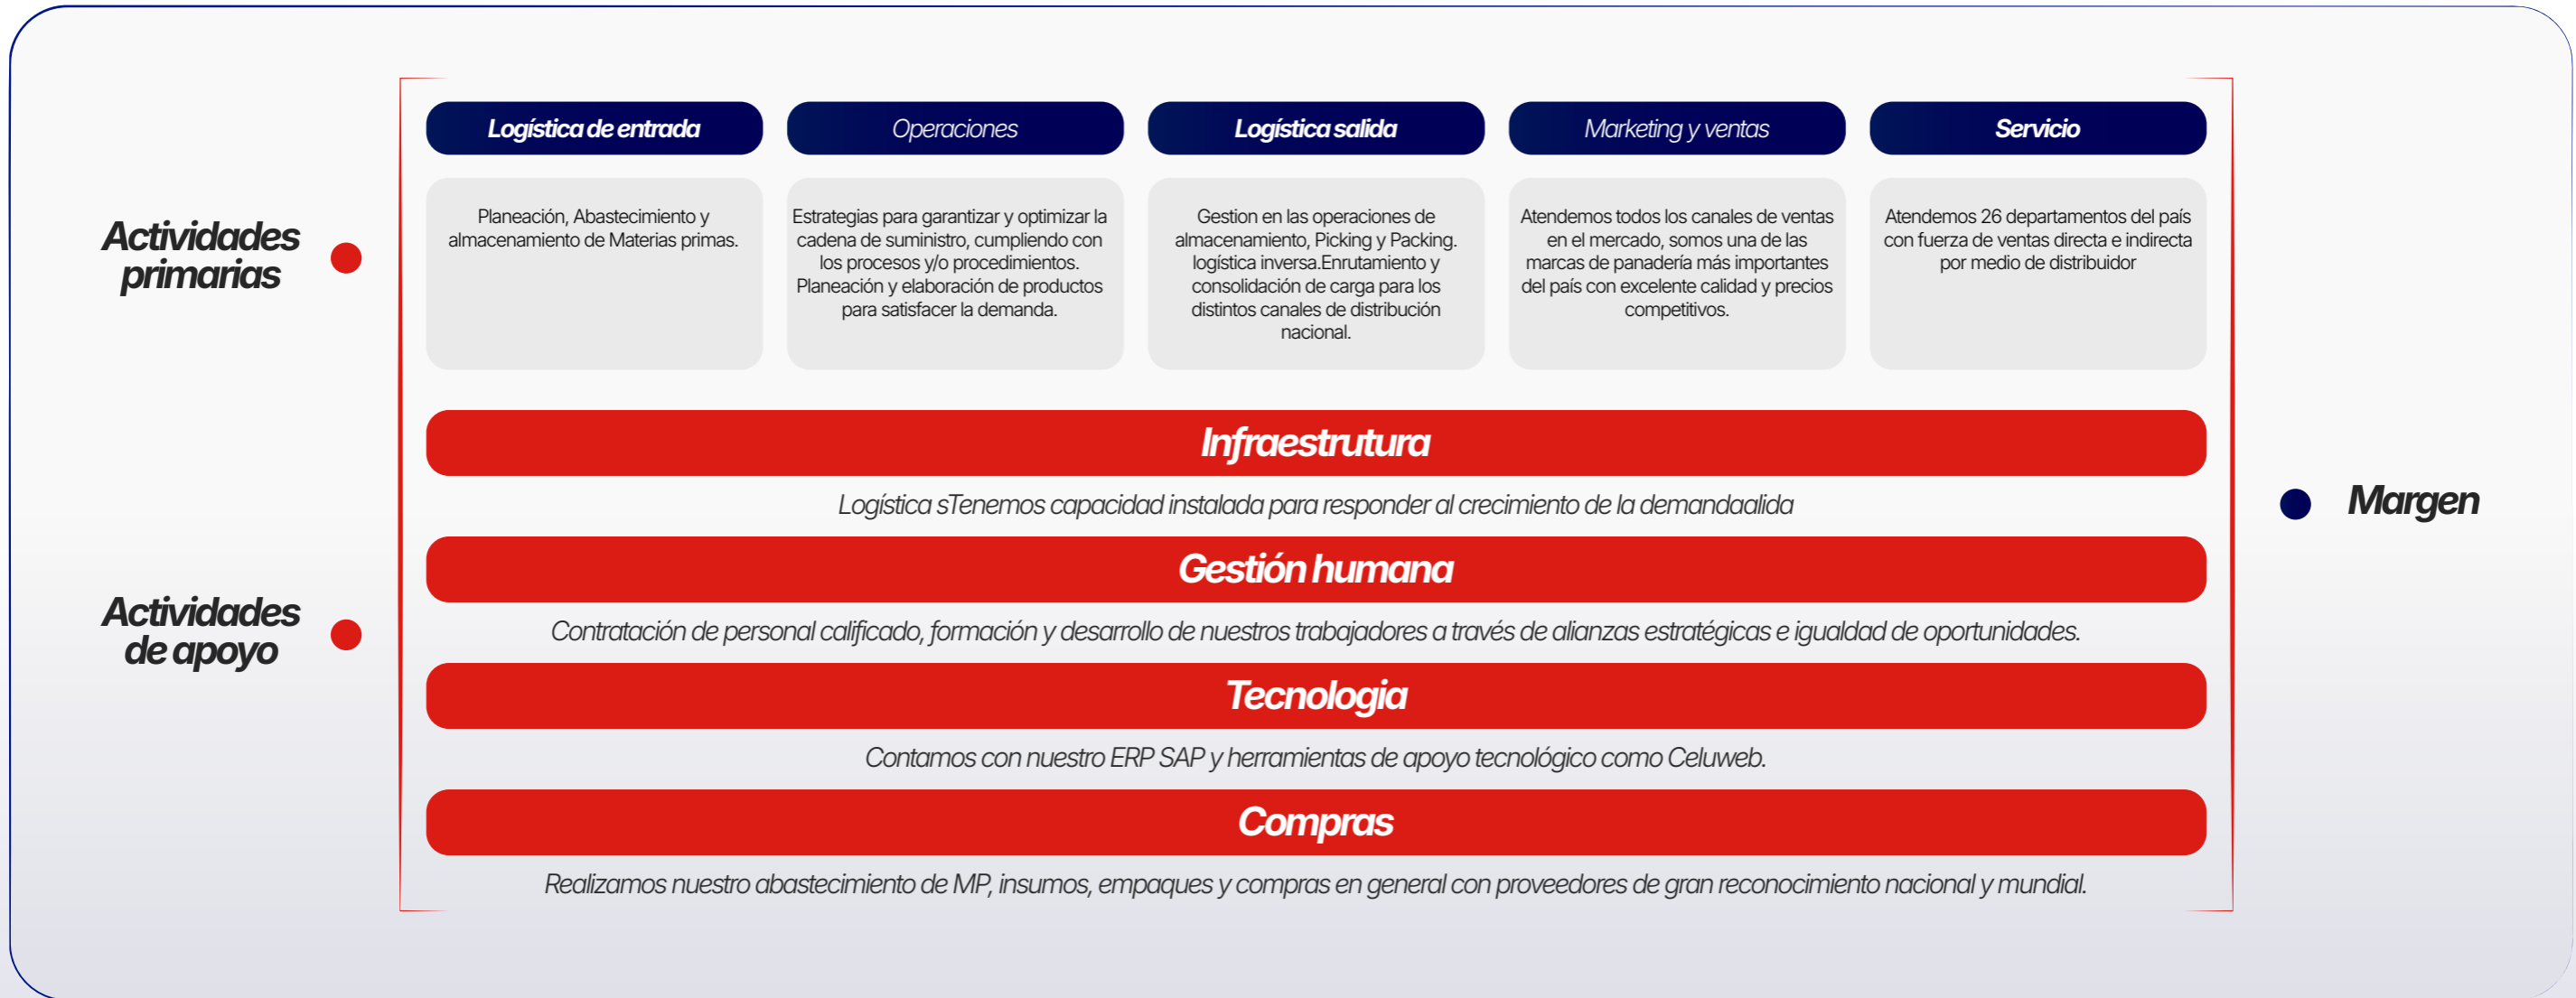 Actividades
primarias
Logística de entrada
Planeación, Abastecimiento y
almacenamiento de Materias primas.
Operaciones
Estrategias para garantizar y optimizar la
cadena de suministro, cumpliendo con
los procesos y/o procedimientos.
Planeación y elaboración de productos
para satisfacer la demanda.
Logística salida
Gestion en las operaciones de
almacenamiento, Picking y Packing.
logística inversa.Enrutamiento y
consolidación de carga para los
distintos canales de distribución
nacional.
Marketing y ventas
Atendemos todos los canales de ventas
en el mercado, somos una de las
marcas de panadería más importantes
del país con excelente calidad y precios
competitivos.
Servicio
Atendemos 26 departamentos del país
con fuerza de ventas directa e indirecta
por medio de distribuidor
Actividades
de apoyo
Infraestrutura
Logística sTenemos capacidad instalada para responder al crecimiento de la demandaalida
Gestión humana
Contratación de personal calificado, formación y desarrollo de nuestros trabajadores a través de alianzas estratégicas e igualdad de oportunidades.
Tecnologia
Contamos con nuestro ERP SAP y herramientas de apoyo tecnológico como Celuweb.
Compras
Realizamos nuestro abastecimiento de MP, insumos, empaques y compras en general con proveedores de gran reconocimiento nacional y mundial.
Margen